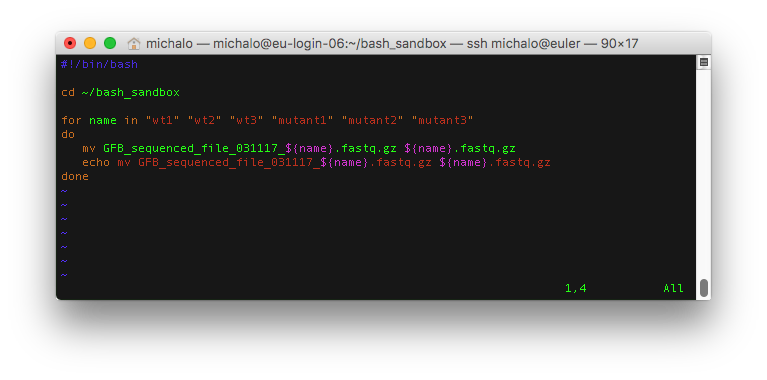 michalo — michalo@eu-login-06:~/bash_sandbox — ssh michalo@euler — 90×17
#!/bin/bash
cd ~/bash_sandbox
for name in "wt1" "wt2" "wt3" "mutant1" "mutant2" "mutant3"
do
   mv GFB_sequenced_file_031117_${name}.fastq.gz ${name}.fastq.gz
   echo mv GFB_sequenced_file_031117_${name}.fastq.gz ${name}.fastq.gz
done
~
~
~
~
~
~
~
1,4 All